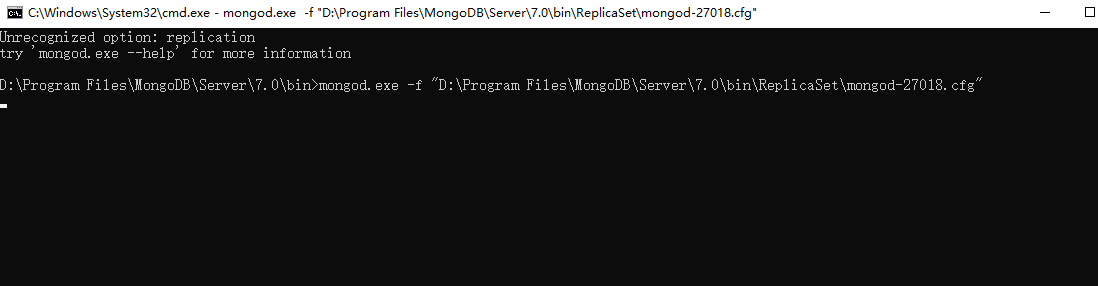 C:\Windows\System32\cmd.exe - mongod.exe  -f "D:\Program Files\MongoDB\Server\7.0\bin\ReplicaSet\mongod-27018.cfg"
Unrecognized option: replication
try 'mongod.exe --help' for more information
D:\Program Files\MongoDB\Server\7.0\bin>mongod.exe -f "D:\Program Files\MongoDB\Server\7.0\bin\ReplicaSet\mongod-27018.cfg"